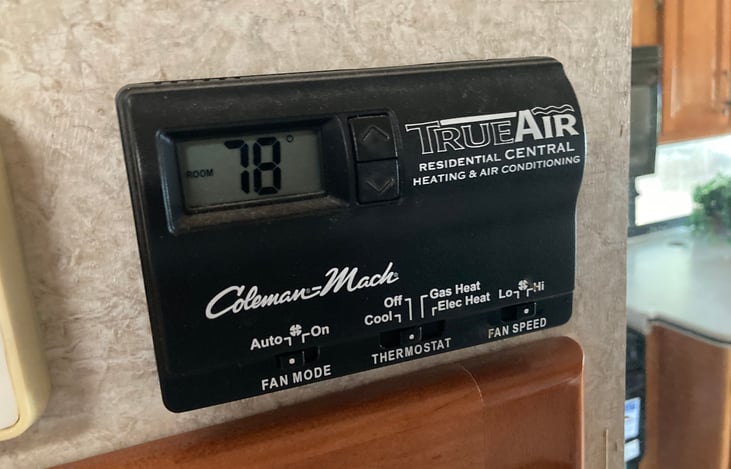 ROOM 78°
TRUEAIR
RESIDENTIAL CENTRAL
HEATING & AIR CONDITIONING
Coleman-Mach
Auto On
FAN MODE
Off Gas Heat
Cool Elec Heat
THERMOSTAT
Lo Hi
FAN SPEED